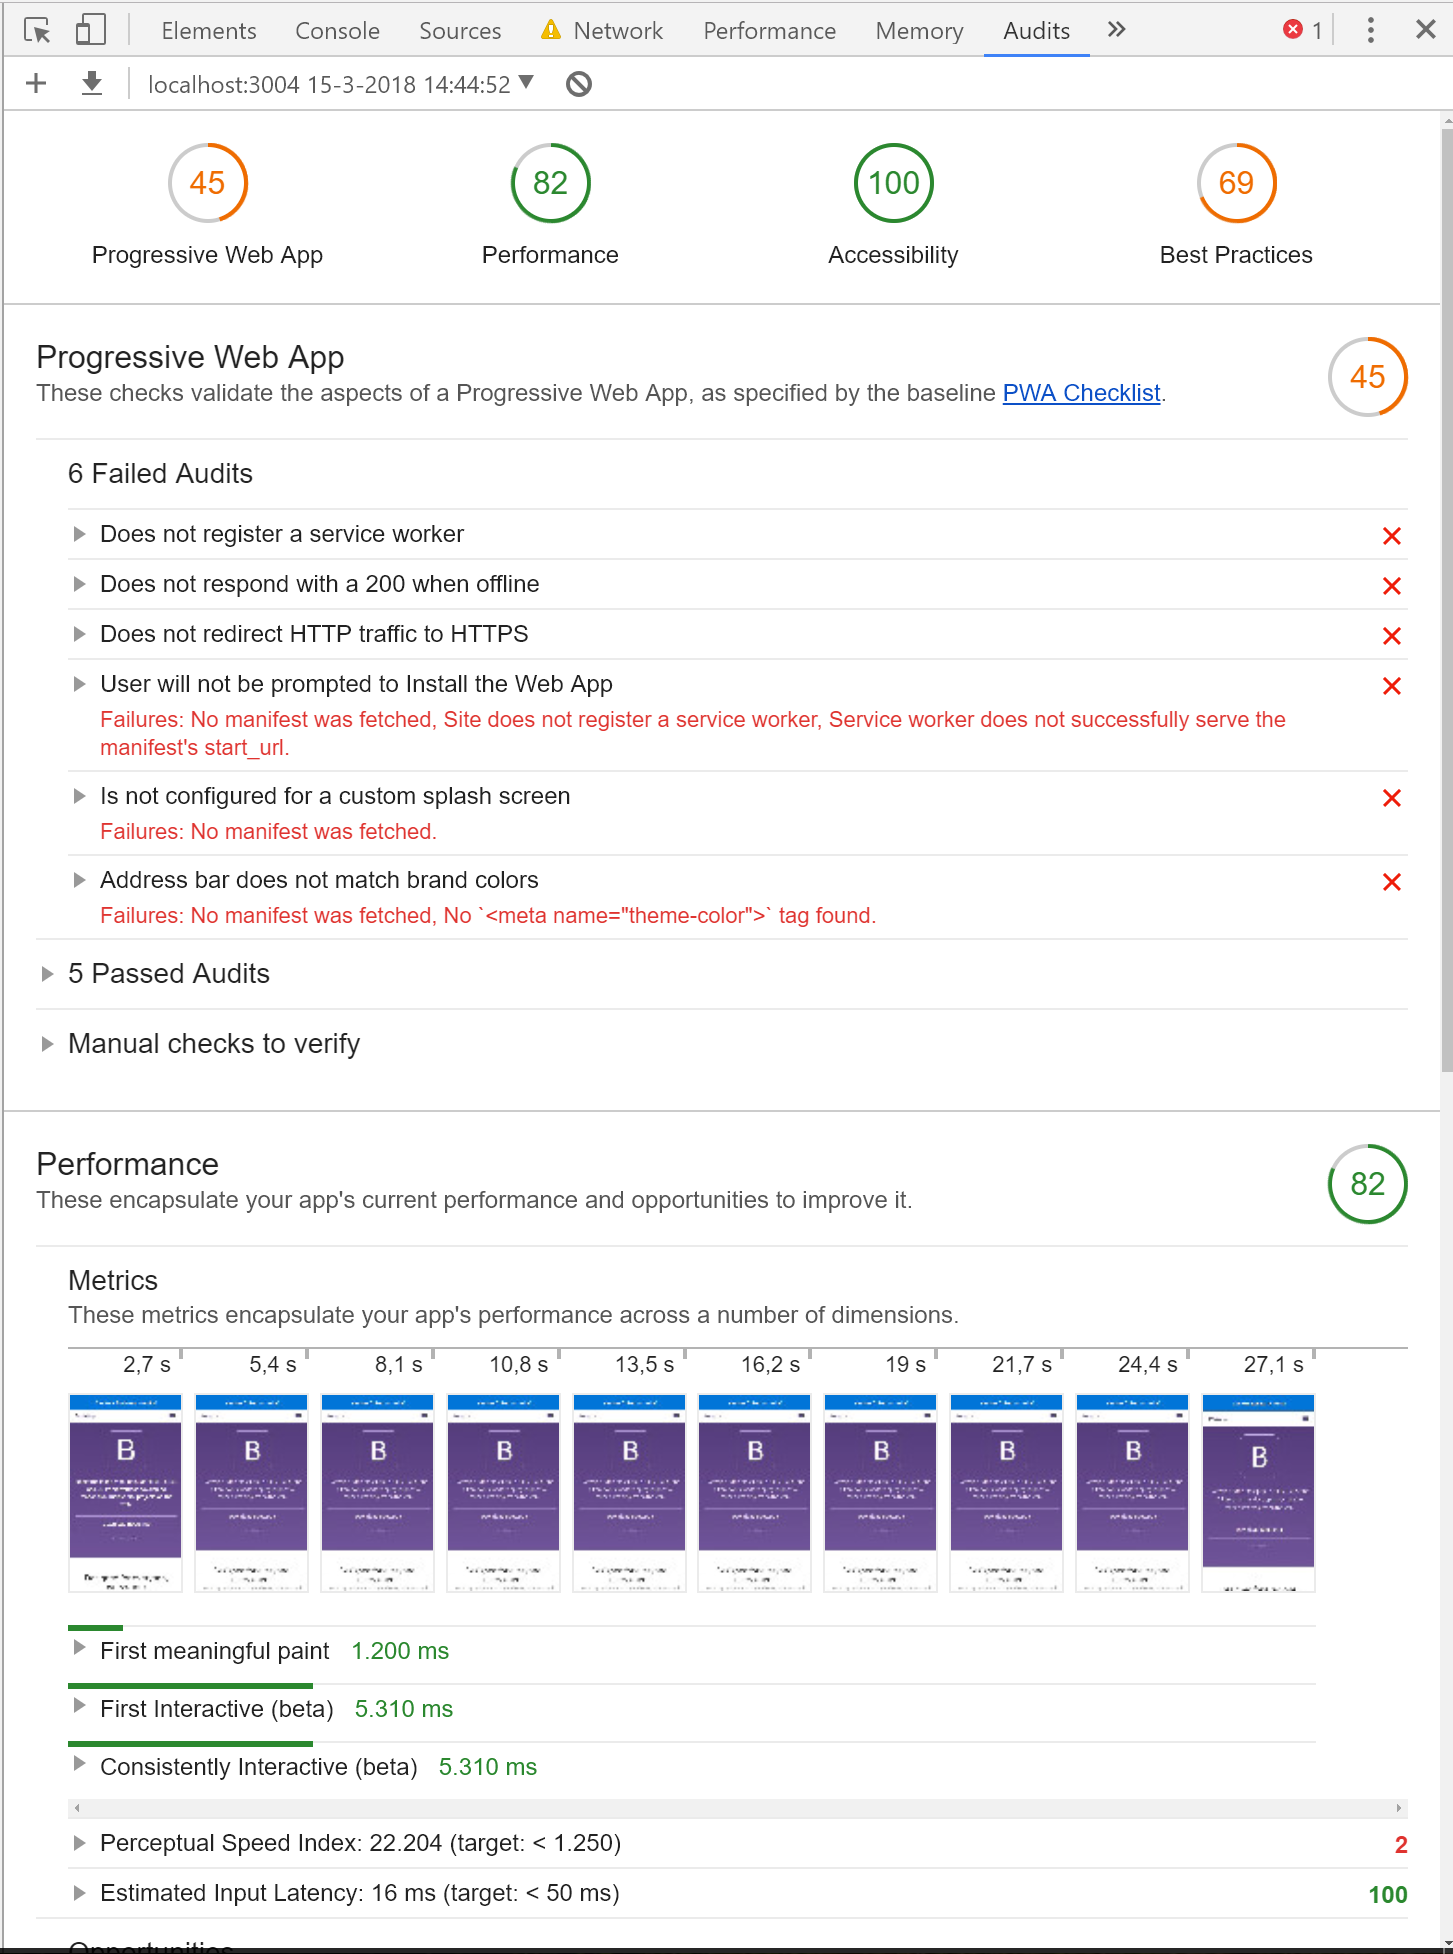 Elements Console Sources Network Performance Memory Audits 1
localhost:3004 15-3-2018 14:44:52
45 82 100 69
Progressive Web App Performance Accessibility Best Practices
Progressive Web App
These checks validate the aspects of a Progressive Web App, as specified by the baseline PWA Checklist.
45
6 Failed Audits
Does not register a service worker
Does not respond with a 200 when offline
Does not redirect HTTP traffic to HTTPS
User will not be prompted to Install the Web App
Failures: No manifest was fetched, Site does not register a service worker, Service worker does not successfully serve the
manifest's start_url.
Is not configured for a custom splash screen
Failures: No manifest was fetched.
Address bar does not match brand colors
Failures: No manifest was fetched, No `<meta name="theme-color">` tag found.
5 Passed Audits
Manual checks to verify
Performance
These encapsulate your app's current performance and opportunities to improve it.
82
Metrics
These metrics encapsulate your app's performance across a number of dimensions.
2,7 s 5,4 s 8,1 s 10,8 s 13,5 s 16,2 s 19 s 21,7 s 24,4 s 27,1 s
B B B B B B B B B B
First meaningful paint 1.200 ms
First Interactive (beta) 5.310 ms
Consistently Interactive (beta) 5.310 ms
Perceptual Speed Index: 22.204 (target: < 1.250) 2
Estimated Input Latency: 16 ms (target: < 50 ms) 100
Opportunities